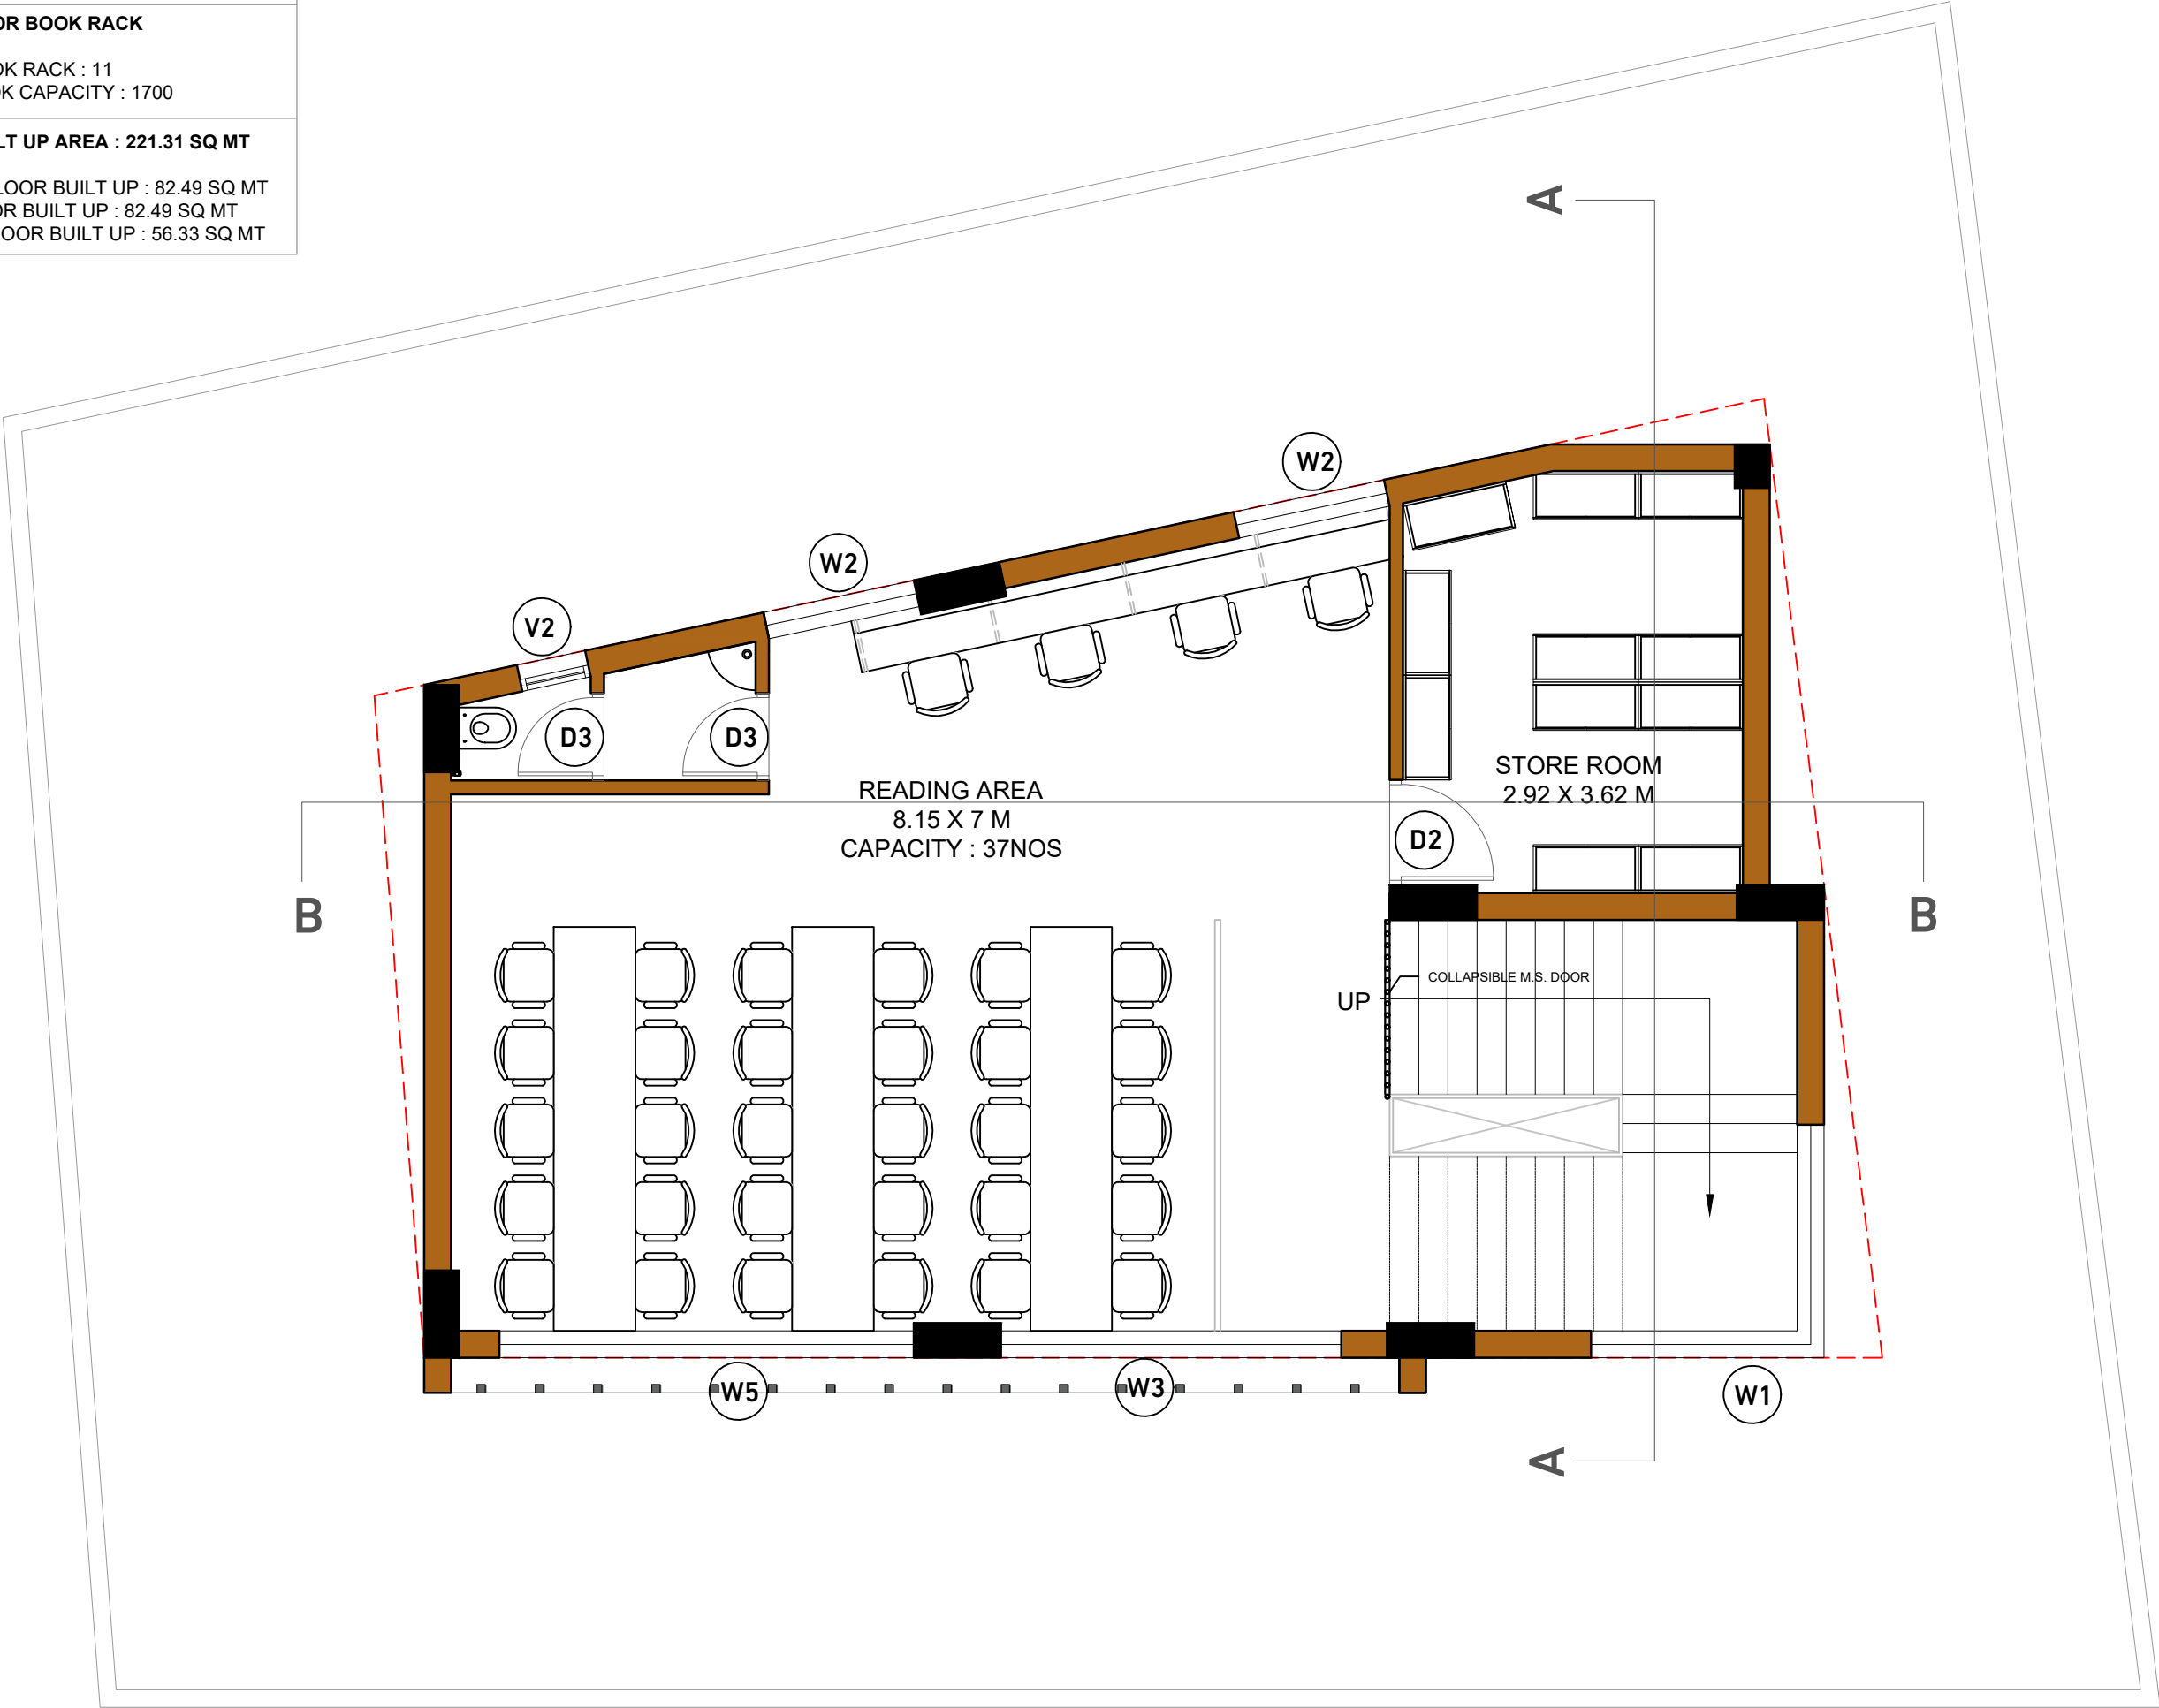 OR BOOK RACK
OK RACK : 11
OK CAPACITY : 1700
LT UP AREA : 221.31 SQ MT
LOOR BUILT UP : 82.49 SQ MT
OR BUILT UP : 82.49 SQ MT
OOR BUILT UP : 56.33 SQ MT
A
W2
W2
V2
D3
D3
READING AREA
8.15 X 7 M
CAPACITY : 37NOS
STORE ROOM
2.92 X 3.62 M
D2
B
B
COLLAPSIBLE M.S. DOOR
UP
W5
W3
W1
A